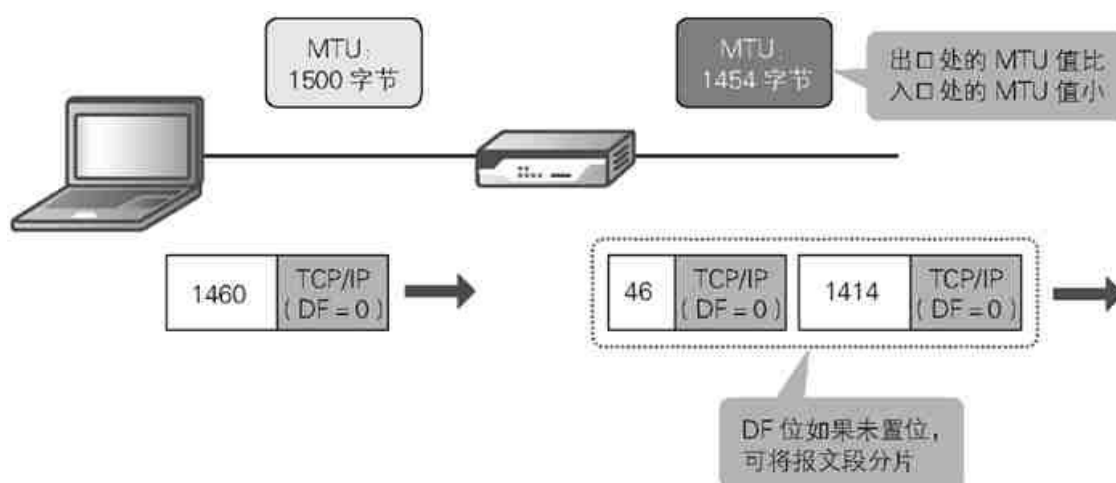 MTU:
1500 字节
MTU:
1454 字节
出口处的 MTU 值比
入口处的 MTU 值小
1460
TCP/IP
( DF = 0 )
46
TCP/IP
( DF = 0 )
1414
TCP/IP
( DF = 0 )
DF 位如果未置位，
可将报文段分片